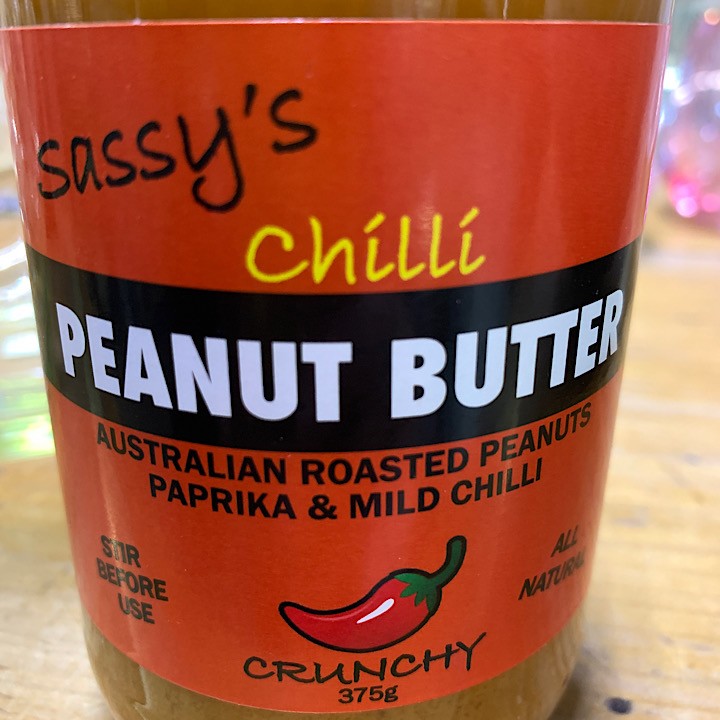 sassy's
chilli
PEANUT BUTTER
AUSTRALIAN ROASTED PEANUTS
PAPRIKA & MILD CHILLI
STIR
BEFORE
USE
ALL
NATURAL
CRUNCHY
375g